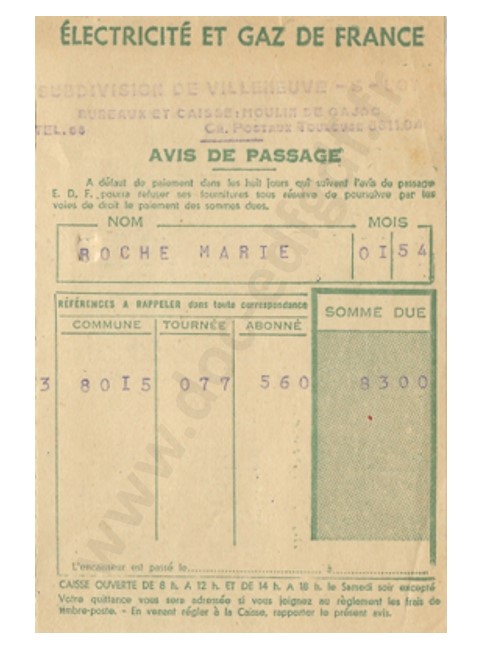 ÉLECTRICITÉ ET GAZ DE FRANCE
SUBDIVISION DE VILLENEUVE - S - LOT
BUREAUX ET CAISSE: MOULIN DE GAJAC
TEL. 68 CH. POSTAUX TOULOUSE
AVIS DE PASSAGE
A défaut de paiement dans les huit jours qui suivent l'avis de passage
E. D. F. pourra refuser ses fournitures sous réserve de poursuivre par les
voies de droit le paiement des sommes dues.
NOM MOIS
ROCHE MARIE 0I 54
RÉFÉRENCES A RAPPELER dans toute correspondance
SOMME DUE
COMMUNE TOURNÉE ABONNÉ
3 80I5 077 560 8300
L'encaisseur est passé le à
CAISSE OUVERTE DE 8 h. A 12 h. ET DE 14 h. A 18 h. le Samedi soir excepté
Votre quittance vous sera adressée si vous joignez au règlement les frais de
timbre-poste. - En venant régler à la Caisse, rapporter le présent avis.